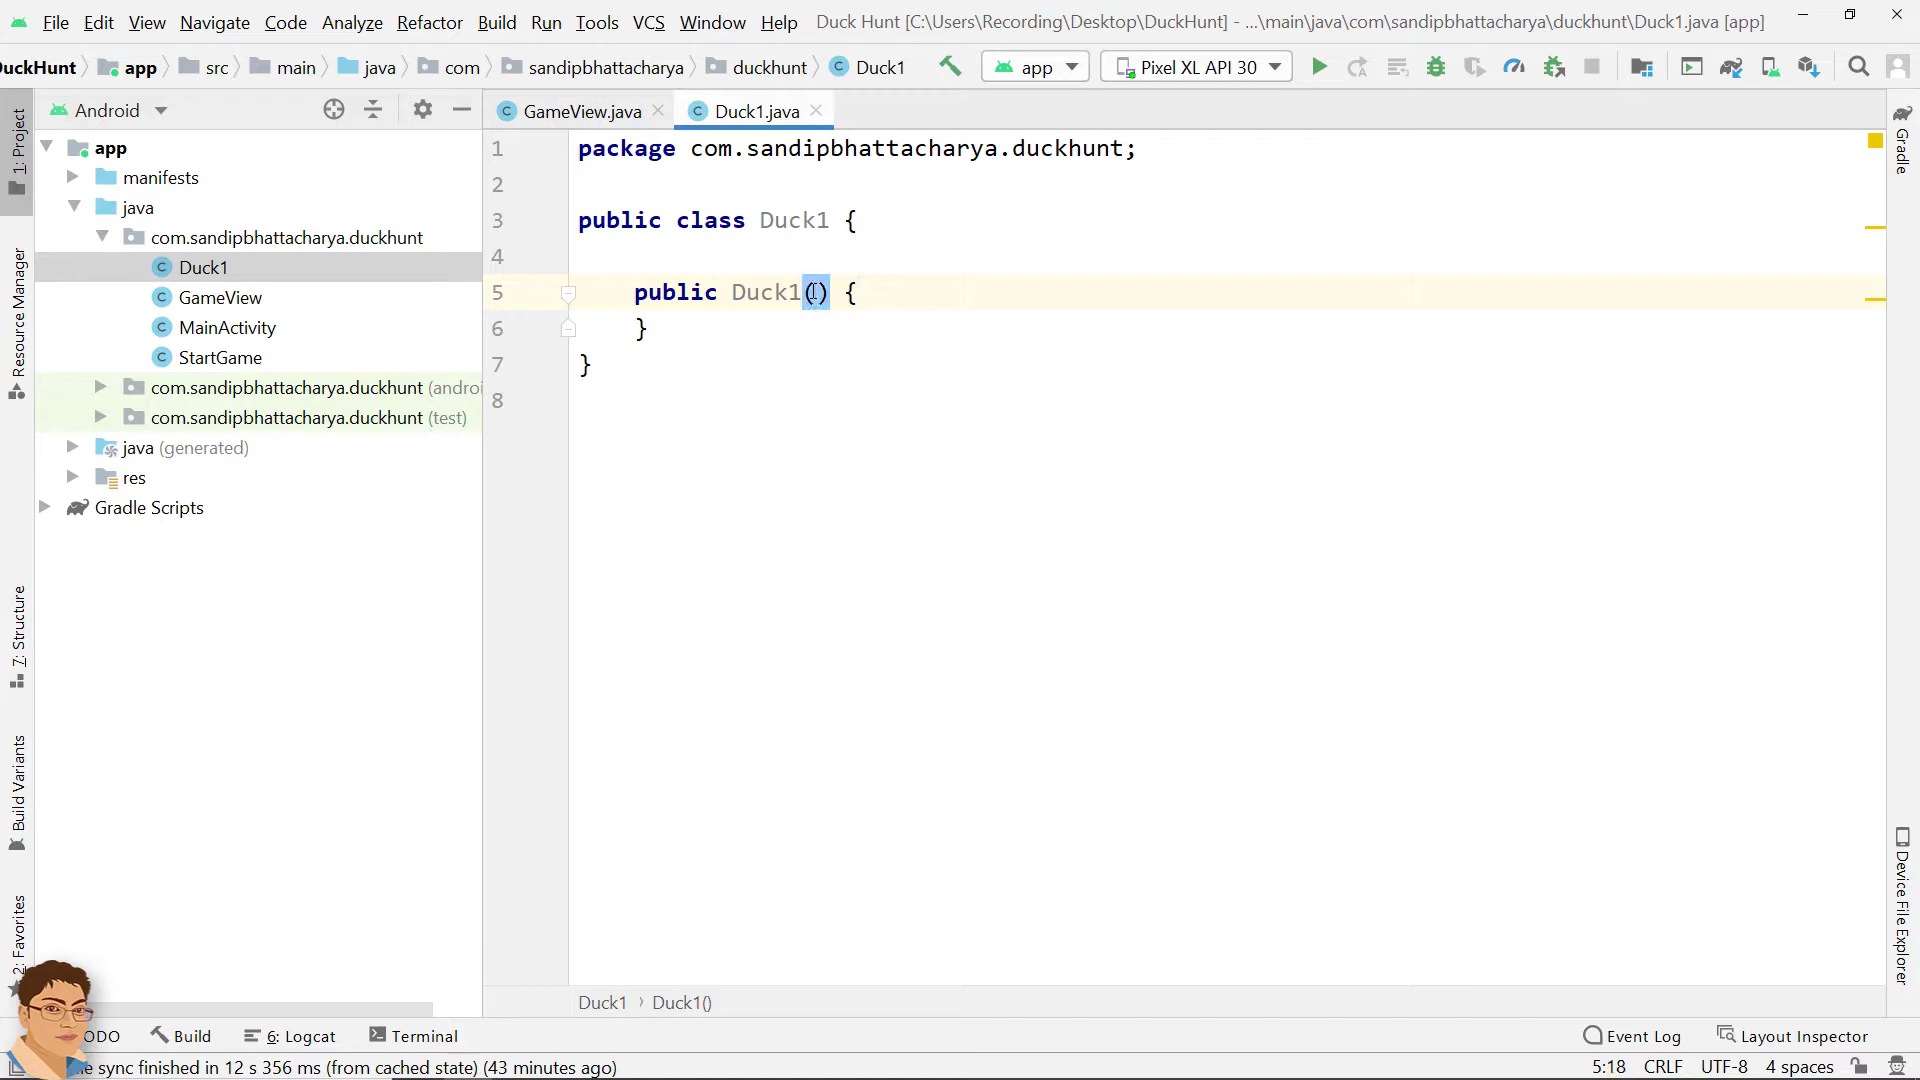 File Edit View Navigate Code Analyze Refactor Build Run Tools VCS Window Help Duck Hunt [C:\Users\Recording\Desktop\DuckHunt] - ...\main\java\com\sandipbhattacharya\duckhunt\Duck1.java [app]
DuckHunt app src main java com sandipbhattacharya duckhunt Duck1 app Pixel XL API 30
Android
GameView.java Duck1.java
1: Project
Resource Manager
7: Structure
Build Variants
2: Favorites
app
manifests
java
com.sandipbhattacharya.duckhunt
Duck1
GameView
MainActivity
StartGame
com.sandipbhattacharya.duckhunt (androi
com.sandipbhattacharya.duckhunt (test)
java (generated)
res
Gradle Scripts
1 package com.sandipbhattacharya.duckhunt;
2
3 public class Duck1 {
4
5 public Duck1() {
6 }
7 }
8
Gradle
Device File Explorer
Duck1 › Duck1()
ODO Build 6: Logcat Terminal Event Log Layout Inspector
le sync finished in 12 s 356 ms (from cached state) (43 minutes ago) 5:18 CRLF UTF-8 4 spaces